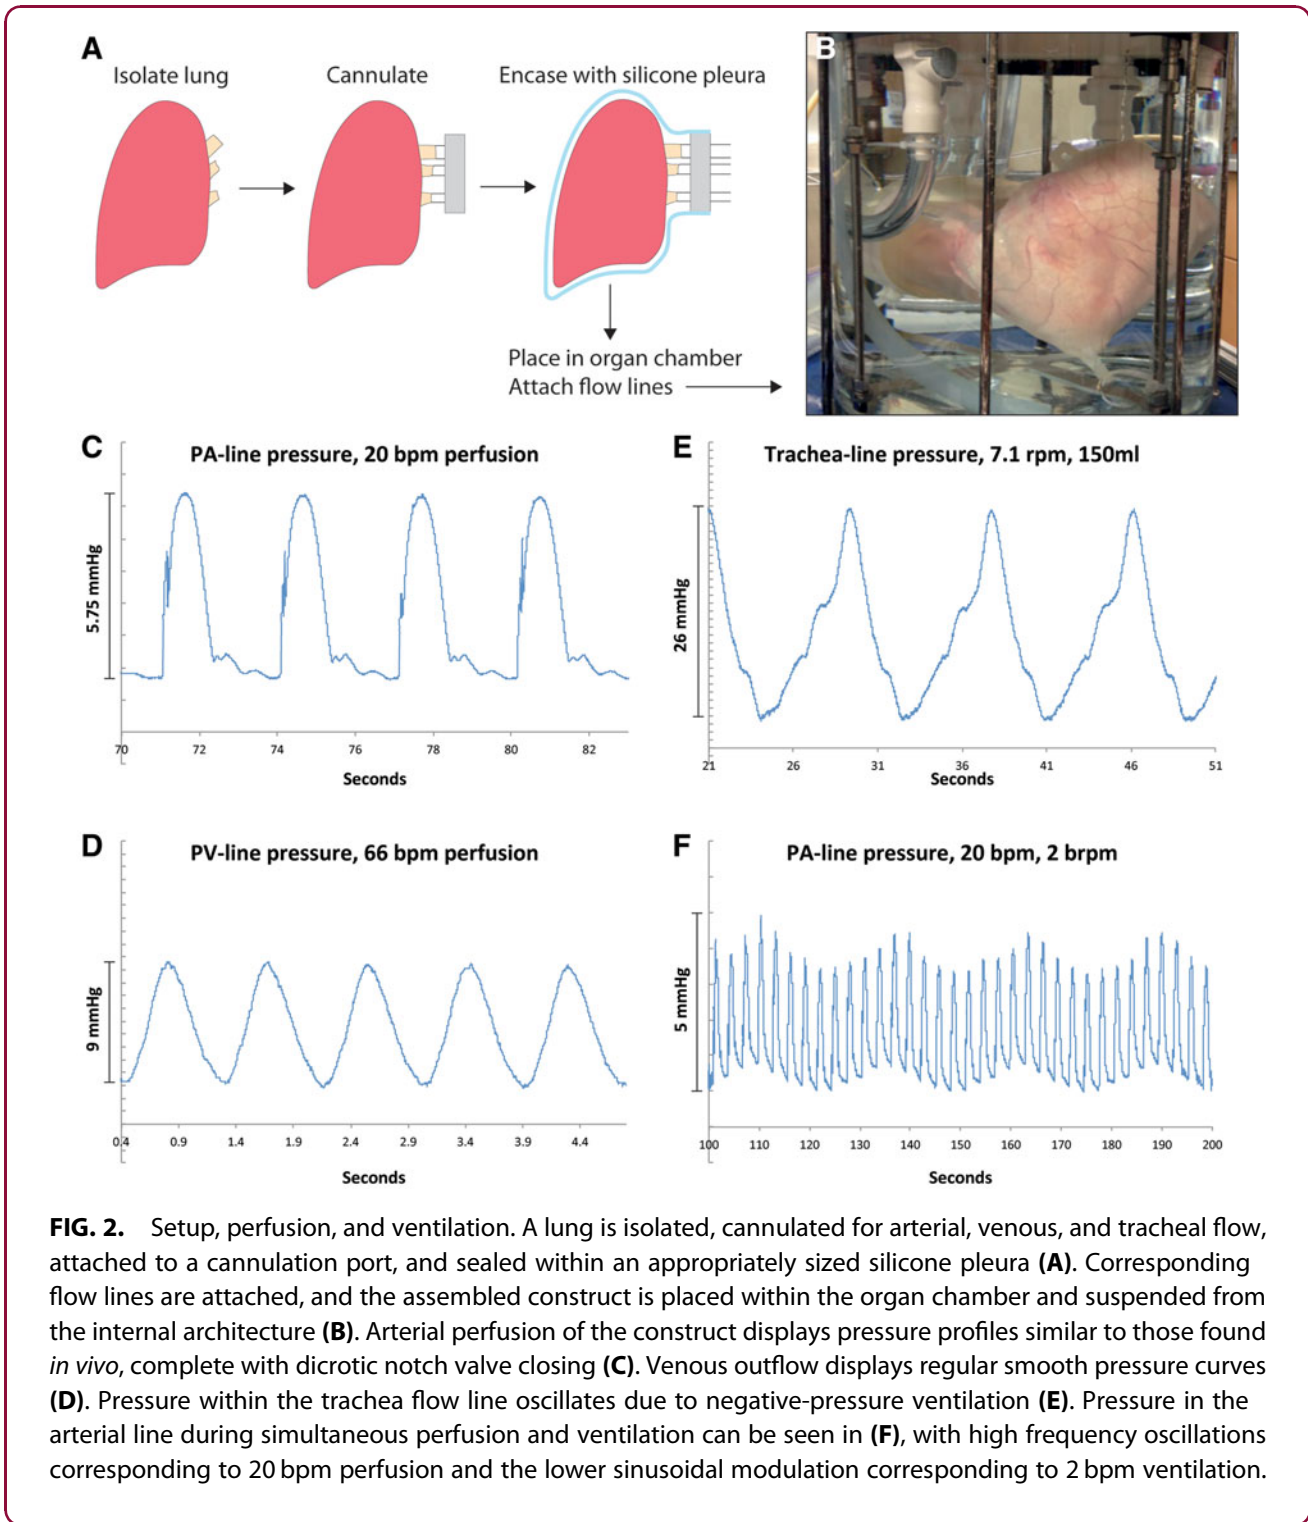 A
Isolate lung
Cannulate
Encase with silicone pleura
Place in organ chamber
Attach flow lines
B
C
PA-line pressure, 20 bpm perfusion
5.75 mmHg
70 72 74 76 78 80 82
Seconds
E
Trachea-line pressure, 7.1 rpm, 150ml
26 mmHg
21 26 31 36 41 46 51
Seconds
D
PV-line pressure, 66 bpm perfusion
9 mmHg
0.4 0.9 1.4 1.9 2.4 2.9 3.4 3.9 4.4
Seconds
F
PA-line pressure, 20 bpm, 2 brpm
5 mmHg
100 110 120 130 140 150 160 170 180 190 200
Seconds
FIG. 2. Setup, perfusion, and ventilation. A lung is isolated, cannulated for arterial, venous, and tracheal flow,
attached to a cannulation port, and sealed within an appropriately sized silicone pleura (A). Corresponding
flow lines are attached, and the assembled construct is placed within the organ chamber and suspended from
the internal architecture (B). Arterial perfusion of the construct displays pressure profiles similar to those found
in vivo, complete with dicrotic notch valve closing (C). Venous outflow displays regular smooth pressure curves
(D). Pressure within the trachea flow line oscillates due to negative-pressure ventilation (E). Pressure in the
arterial line during simultaneous perfusion and ventilation can be seen in (F), with high frequency oscillations
corresponding to 20 bpm perfusion and the lower sinusoidal modulation corresponding to 2 bpm ventilation.